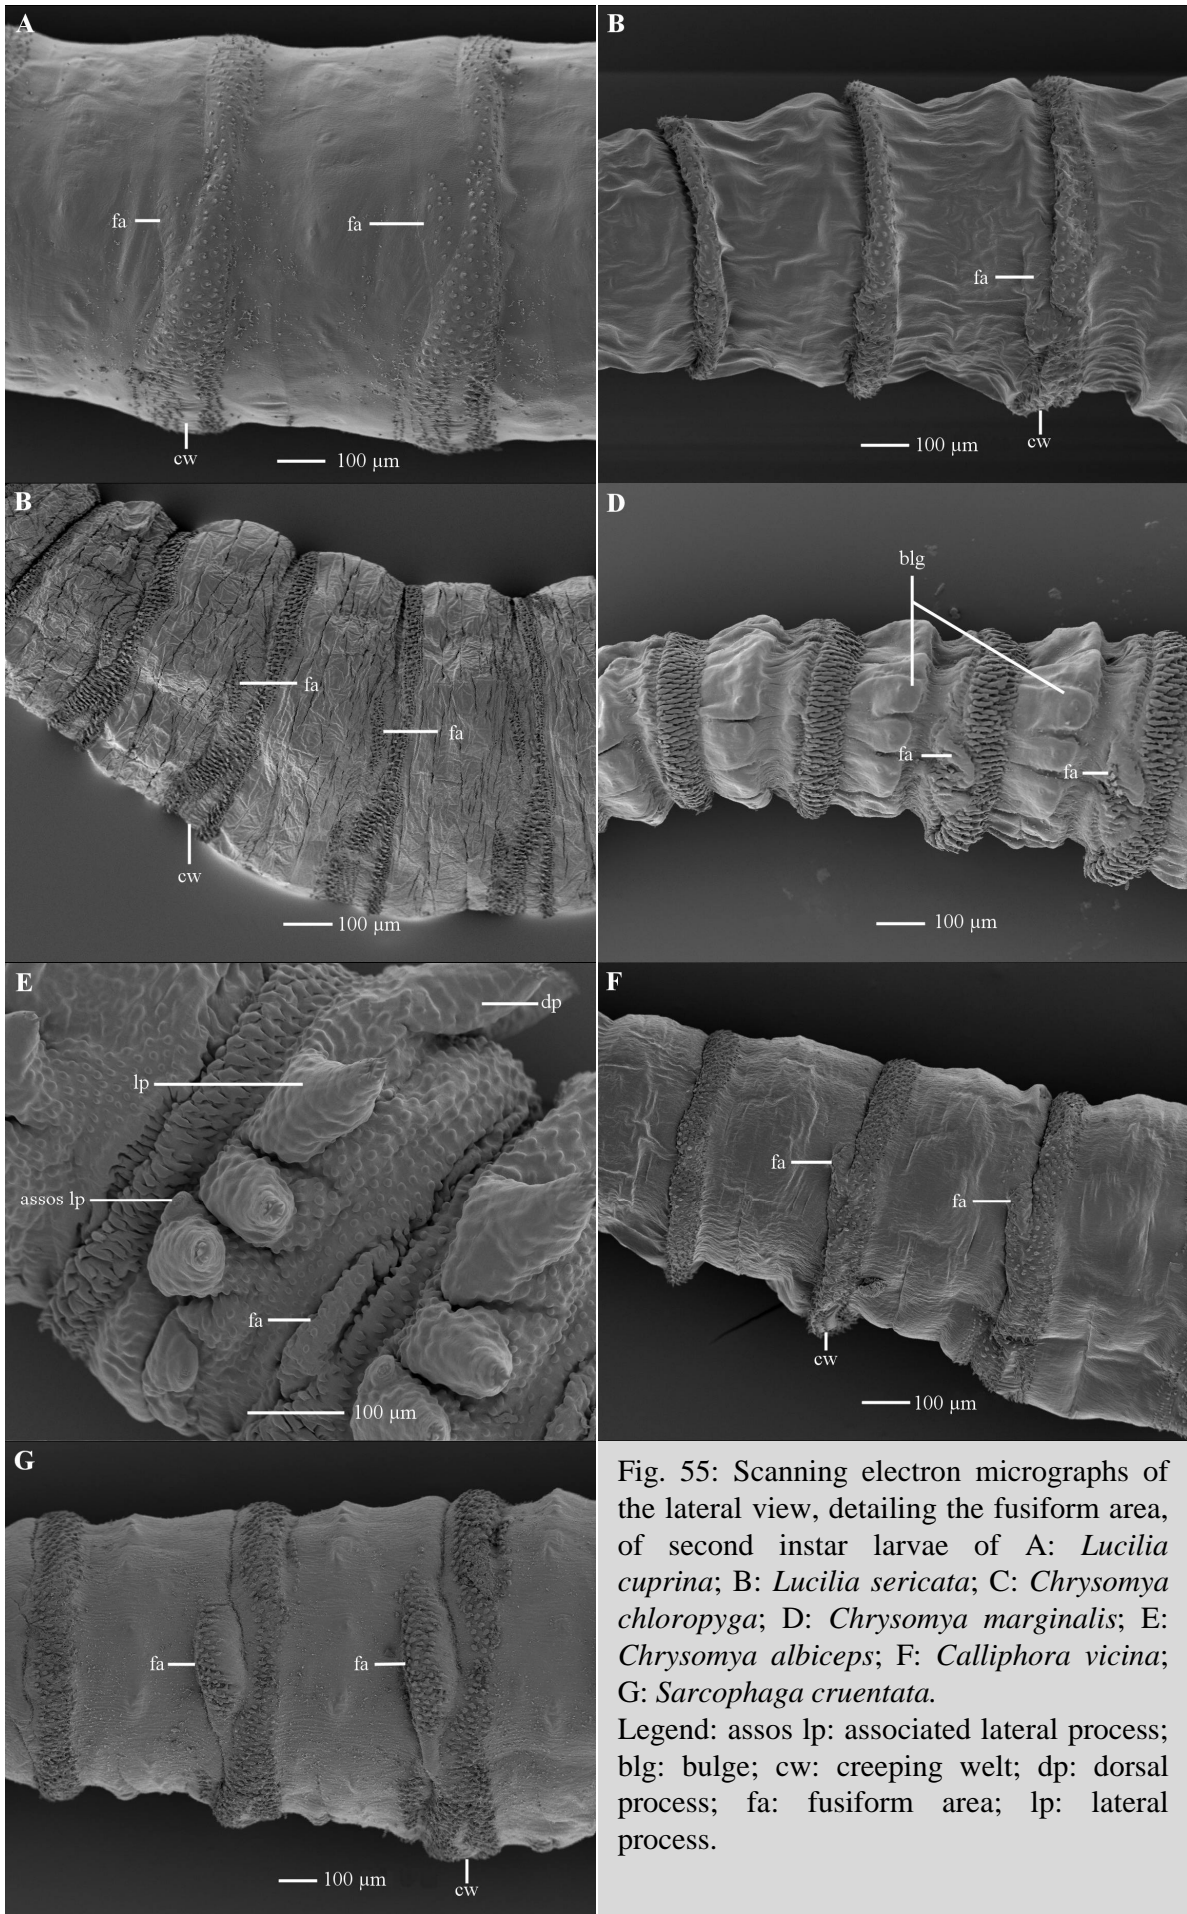 A
fa
fa
cw
100 µm
B
fa
cw
100 µm
B
fa
fa
cw
100 µm
D
blg
fa
fa
100 µm
E
dp
lp
assos lp
fa
100 µm
F
fa
fa
cw
100 µm
G
fa
fa
100 µm
cw
Fig. 55: Scanning electron micrographs of
the lateral view, detailing the fusiform area,
of second instar larvae of A: Lucilia
cuprina; B: Lucilia sericata; C: Chrysomya
chloropyga; D: Chrysomya marginalis; E:
Chrysomya albiceps; F: Calliphora vicina;
G: Sarcophaga cruentata.
Legend: assos lp: associated lateral process;
blg: bulge; cw: creeping welt; dp: dorsal
process; fa: fusiform area; lp: lateral
process.